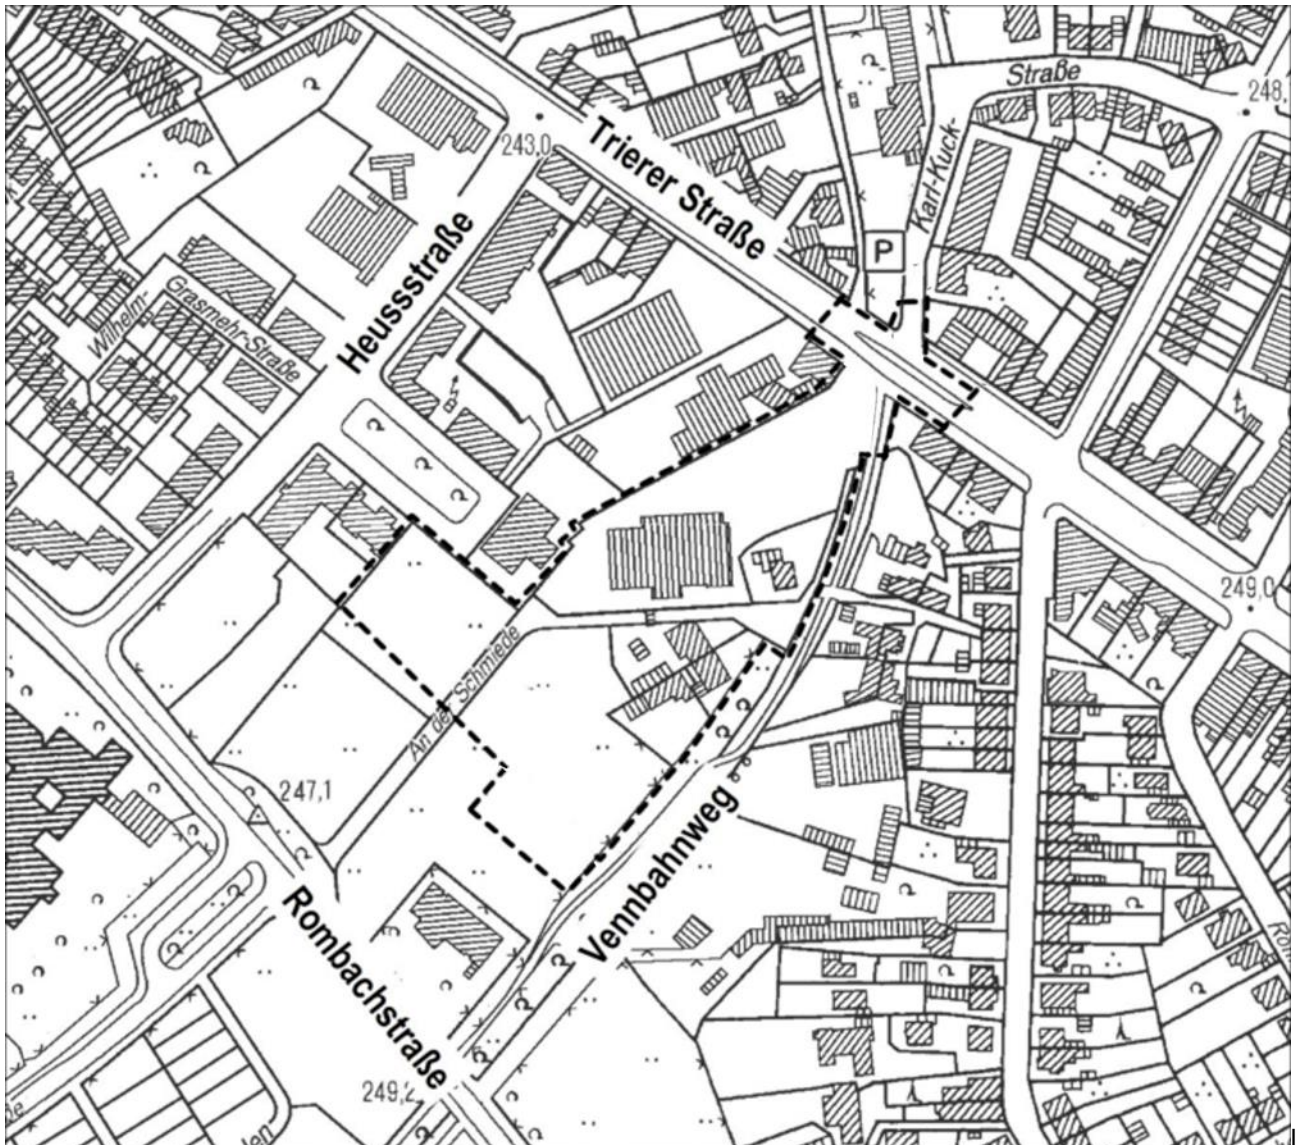 Straße
248,
243,0
Trierer Straße
Karl-Kuck-
P
Heussstraße
Wilhelm-
Grasmehr-Straße
249,0
An der Schmiede
247,1
Vennbahnweg
Rombachstraße
249,2